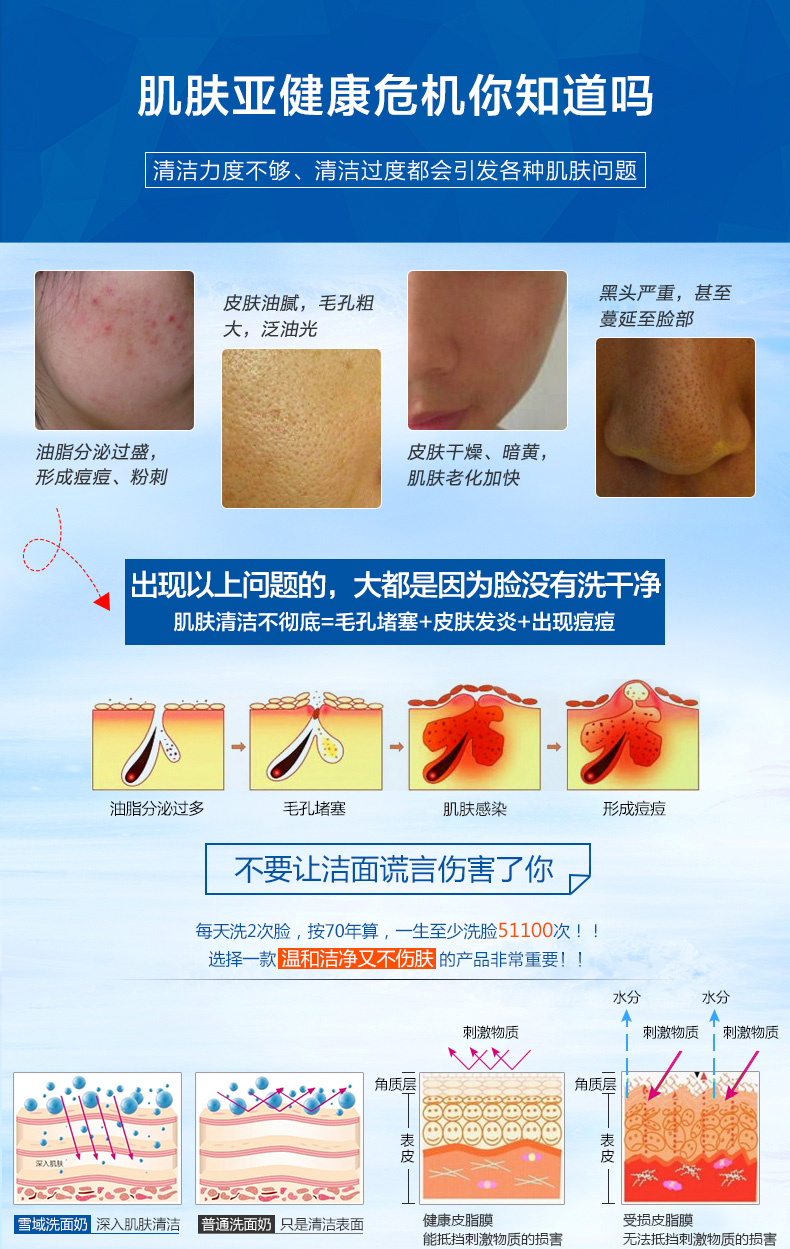 肌肤亚健康危机你知道吗
清洁力度不够、清洁过度都会引发各种肌肤问题
皮肤油腻，毛孔粗
大，泛油光
黑头严重，甚至
蔓延至脸部
油脂分泌过盛，
形成痘痘、粉刺
皮肤干燥、暗黄，
肌肤老化加快
出现以上问题的，大都是因为脸没有洗干净
肌肤清洁不彻底=毛孔堵塞+皮肤发炎+出现痘痘
油脂分泌过多
毛孔堵塞
肌肤感染
形成痘痘
不要让洁面谎言伤害了你
每天洗2次脸，按70年算，一生至少洗脸51100次！！
选择一款 温和洁净又不伤肤 的产品非常重要！！
水分
水分
刺激物质
刺激物质
刺激物质
角质层
角质层
表皮
表皮
深入肌肤
雪域洗面奶 深入肌肤清洁
普通洗面奶 只是清洁表面
健康皮脂膜
能抵挡刺激物质的损害
受损皮脂膜
无法抵挡刺激物质的损害